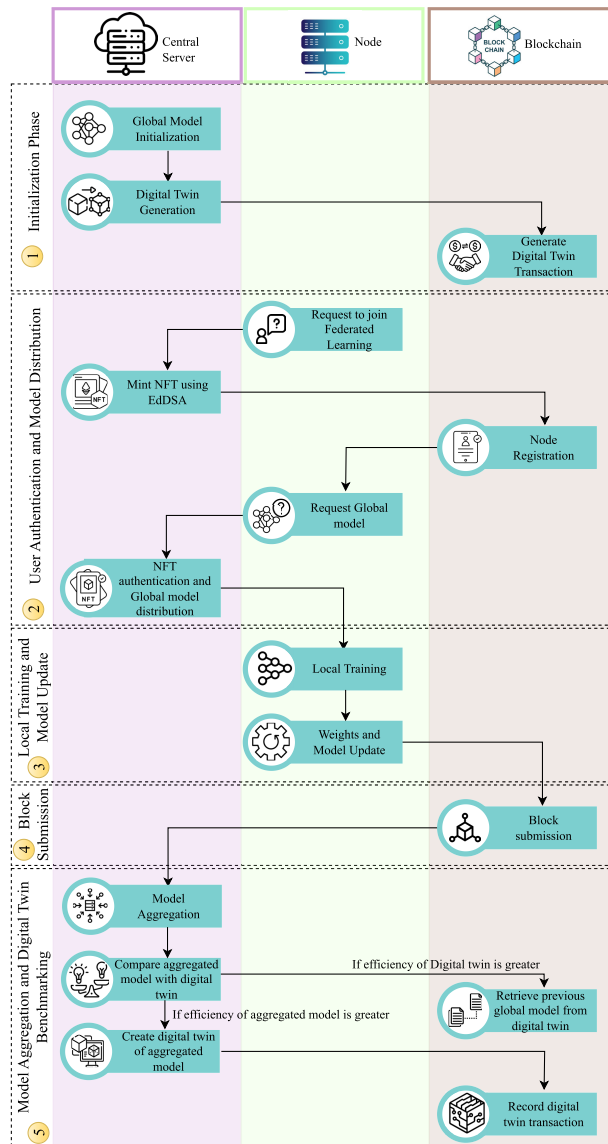 Central
Server
Node
BLOCK
CHAIN
Blockchain
1
Initialization Phase
Global Model
Initialization
Digital Twin
Generation
Generate
Digital Twin
Transaction
2
User Authentication and Model Distribution
Request to join
Federated
Learning
Mint NFT using
EdDSA
NFT
Node
Registration
Request Global
model
NFT
authentication and
Global model
distribution
NFT
3
Local Training and
Model Update
Local Training
Weights and
Model Update
4
Block
Submission
Block
submission
5
Model Aggregation and Digital Twin
Benchmarking
Model
Aggregation
Compare aggregated
model with digital
twin
If efficiency of Digital twin is greater
Retrieve previous
global model from
digital twin
If efficiency of aggregated model is greater
Create digital twin
of aggregated
model
Record digital
twin transaction